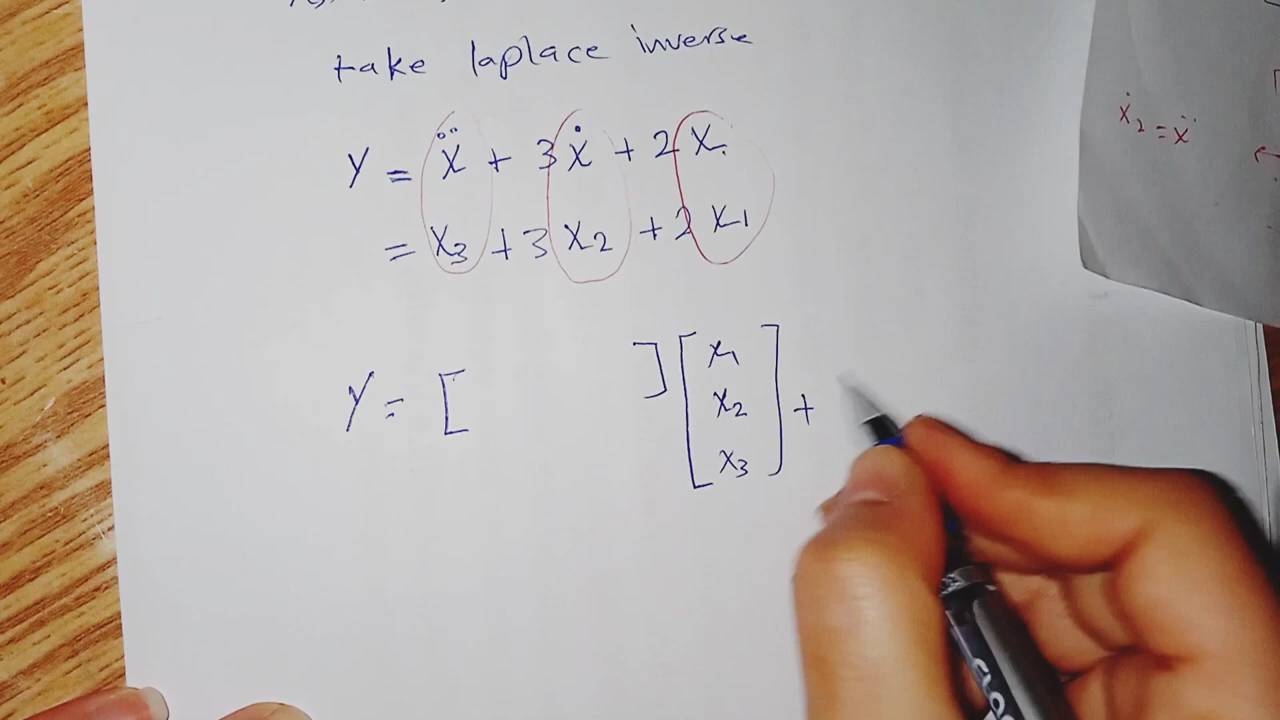 take laplace inverse
Y = ẍ + 3ẋ + 2x
= x₃ + 3x₂ + 2x₁
Y = [ ] [x₁ x₂ x₃] +
ẋ₂ = ẍ